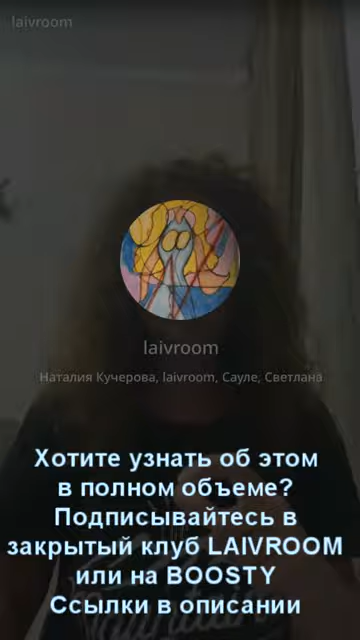 laivroom
laivroom
Наталия Кучерова, laivroom, Сауле, Светлана
Хотите узнать об этом
в полном объеме?
Подписывайтесь в
закрытый клуб LAIVROOM
или на BOOSTY
Ссылки в описании